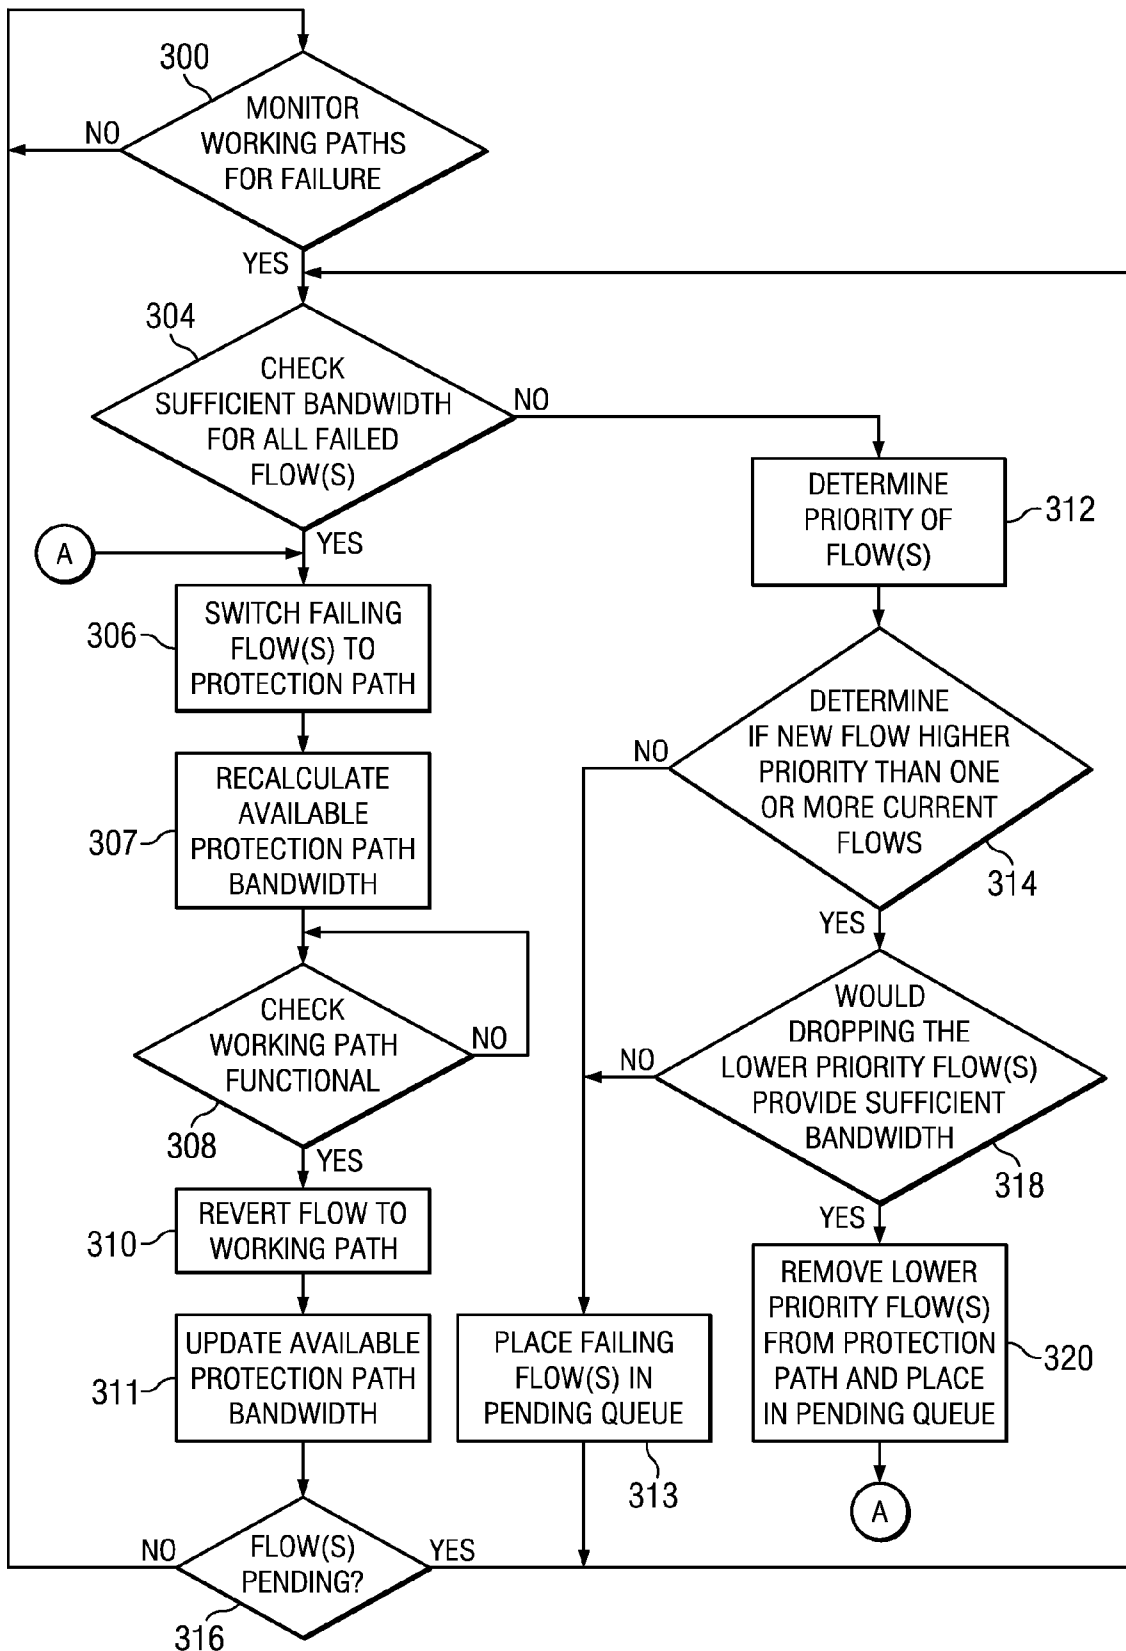 300
MONITOR
WORKING PATHS
FOR FAILURE
NO
YES
304
CHECK
SUFFICIENT BANDWIDTH
FOR ALL FAILED
FLOW(S)
NO
YES
A
306
SWITCH FAILING
FLOW(S) TO
PROTECTION PATH
307
RECALCULATE
AVAILABLE
PROTECTION PATH
BANDWIDTH
CHECK
WORKING PATH
FUNCTIONAL
NO
308
YES
310
REVERT FLOW TO
WORKING PATH
311
UPDATE AVAILABLE
PROTECTION PATH
BANDWIDTH
NO
FLOW(S)
PENDING?
YES
316
DETERMINE
PRIORITY OF
FLOW(S)
312
DETERMINE
IF NEW FLOW HIGHER
PRIORITY THAN ONE
OR MORE CURRENT
FLOWS
NO
314
YES
WOULD
DROPPING THE
LOWER PRIORITY FLOW(S)
PROVIDE SUFFICIENT
BANDWIDTH
NO
318
YES
PLACE FAILING
FLOW(S) IN
PENDING QUEUE
313
REMOVE LOWER
PRIORITY FLOW(S)
FROM PROTECTION
PATH AND PLACE
IN PENDING QUEUE
320
A